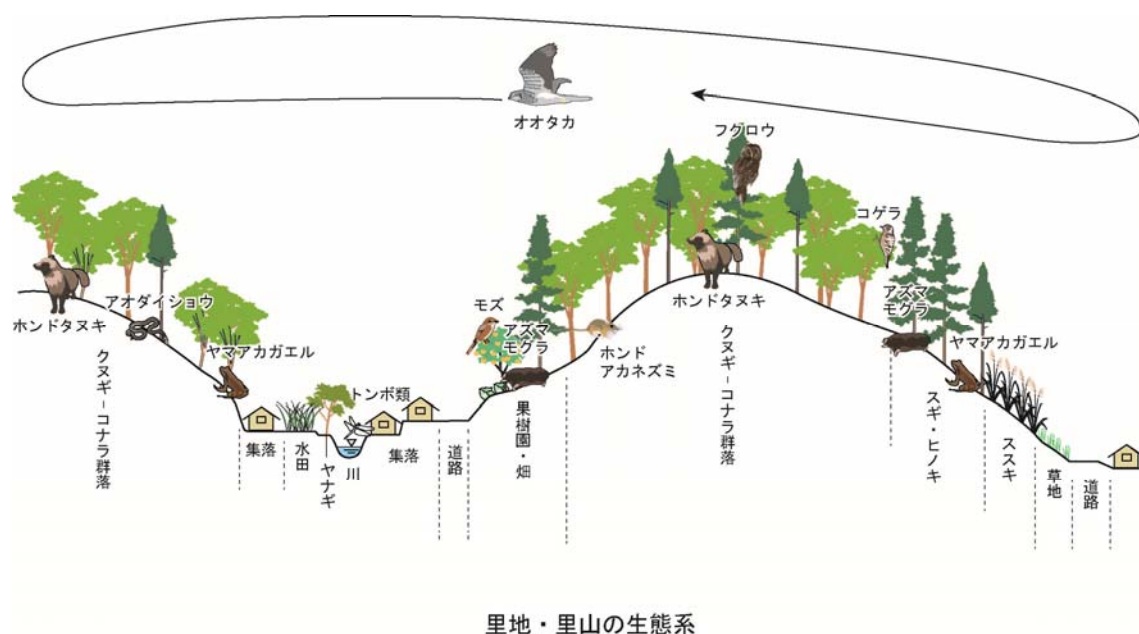 オオタカ
フクロウ
コゲラ
アズマ
モグラ
ヤマアカガエル
ホンドタヌキ
ホンド
アカネズミ
モズ
アズマ
モグラ
トンボ類
ヤマアカガエル
アオダイショウ
ホンドタヌキ
クヌギ−コナラ群落
集落
水田
ヤナギ
川
集落
道路
果樹園・畑
クヌギ−コナラ群落
スギ・ヒノキ
ススキ
草地
道路
里地・里山の生態系